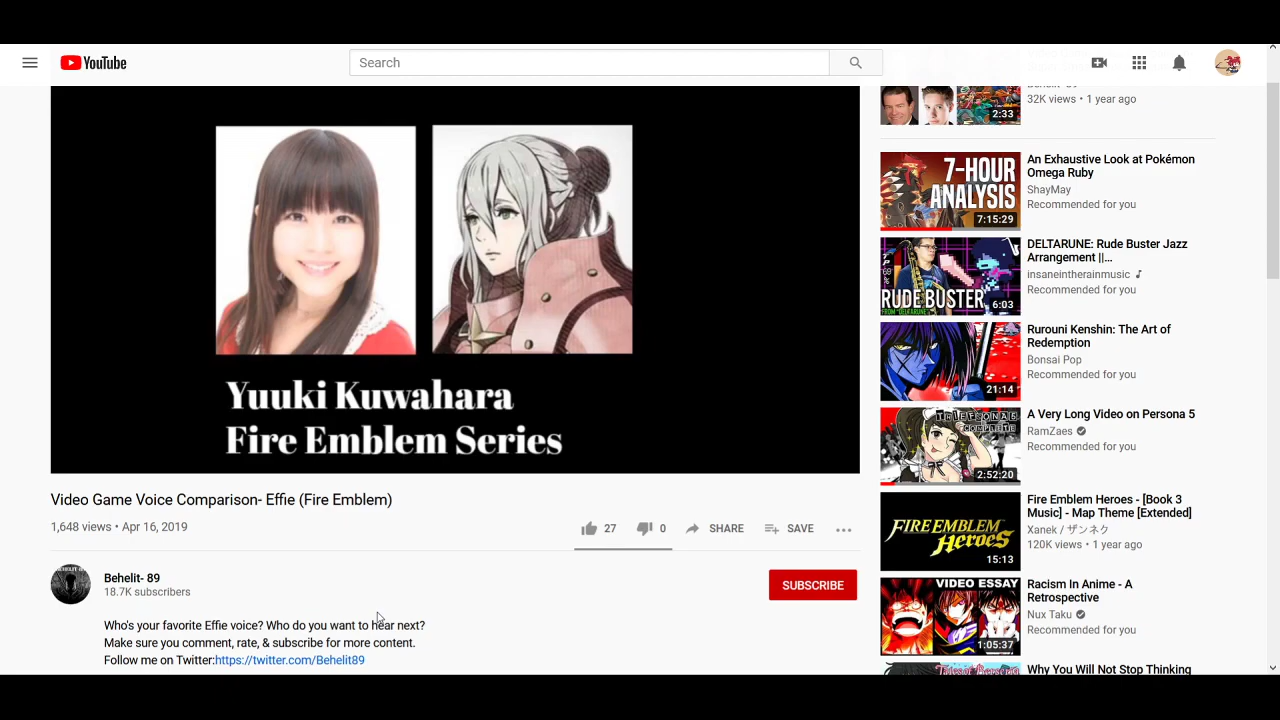 YouTube
Search
Yuuki Kuwahara
Fire Emblem Series
Video Game Voice Comparison- Effie (Fire Emblem)
1,648 views • Apr 16, 2019
27
0
SHARE
SAVE
Behelit- 89
18.7K subscribers
SUBSCRIBE
Who's your favorite Effie voice? Who do you want to hear next?
Make sure you comment, rate, & subscribe for more content.
Follow me on Twitter:https://twitter.com/Behelit89
2:33
32K views • 1 year ago
7-HOUR
ANALYSIS
7:15:29
An Exhaustive Look at Pokémon
Omega Ruby
ShayMay
Recommended for you
RUDE BUSTER
FROM "DELTARUNE"
6:03
DELTARUNE: Rude Buster Jazz
Arrangement ||...
insaneintherainmusic
Recommended for you
21:14
Rurouni Kenshin: The Art of
Redemption
Bonsai Pop
Recommended for you
2:52:20
A Very Long Video on Persona 5
RamZaes
Recommended for you
FIRE EMBLEM
HEROES
15:13
Fire Emblem Heroes - [Book 3
Music] - Map Theme [Extended]
Xanek / ザンネク
120K views • 1 year ago
VIDEO ESSAY
1:05:37
Racism In Anime - A
Retrospective
Nux Taku
Recommended for you
Why You Will Not Stop Thinking